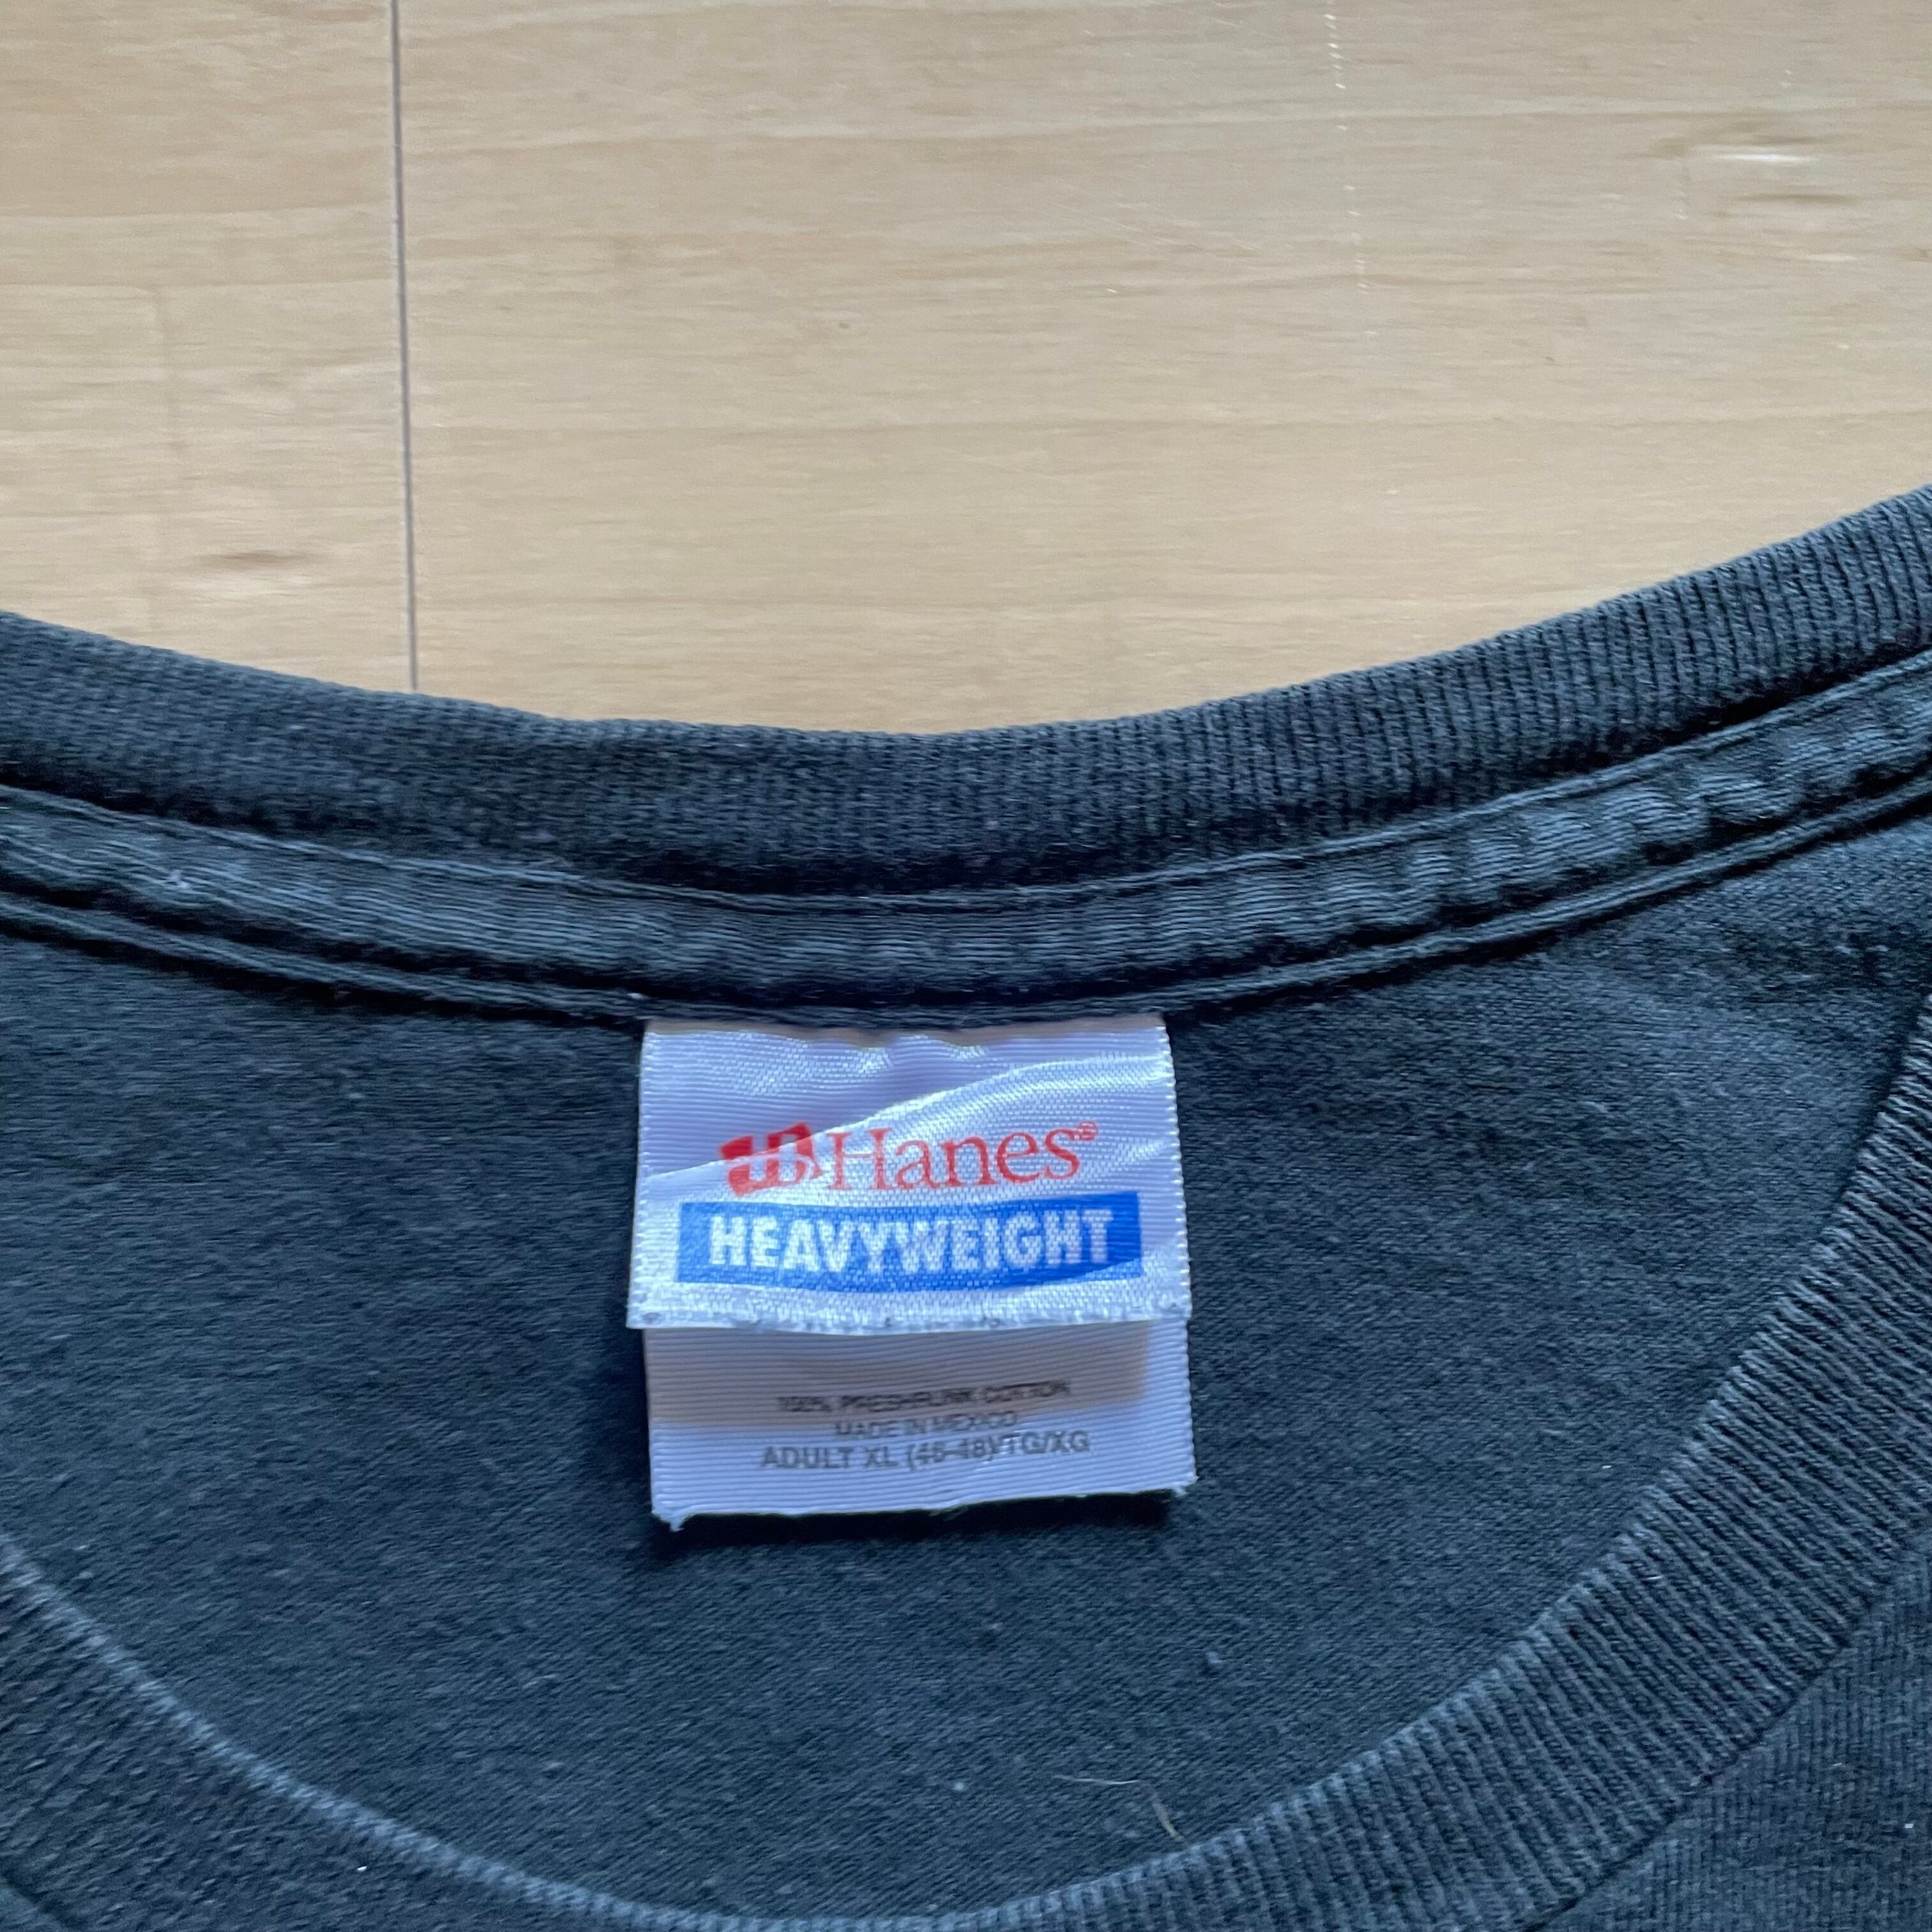 Hanes®
HEAVYWEIGHT
100% PRESHRUNK COTTON
MADE IN MEXICO
ADULT XL (46-48)/TG/XG